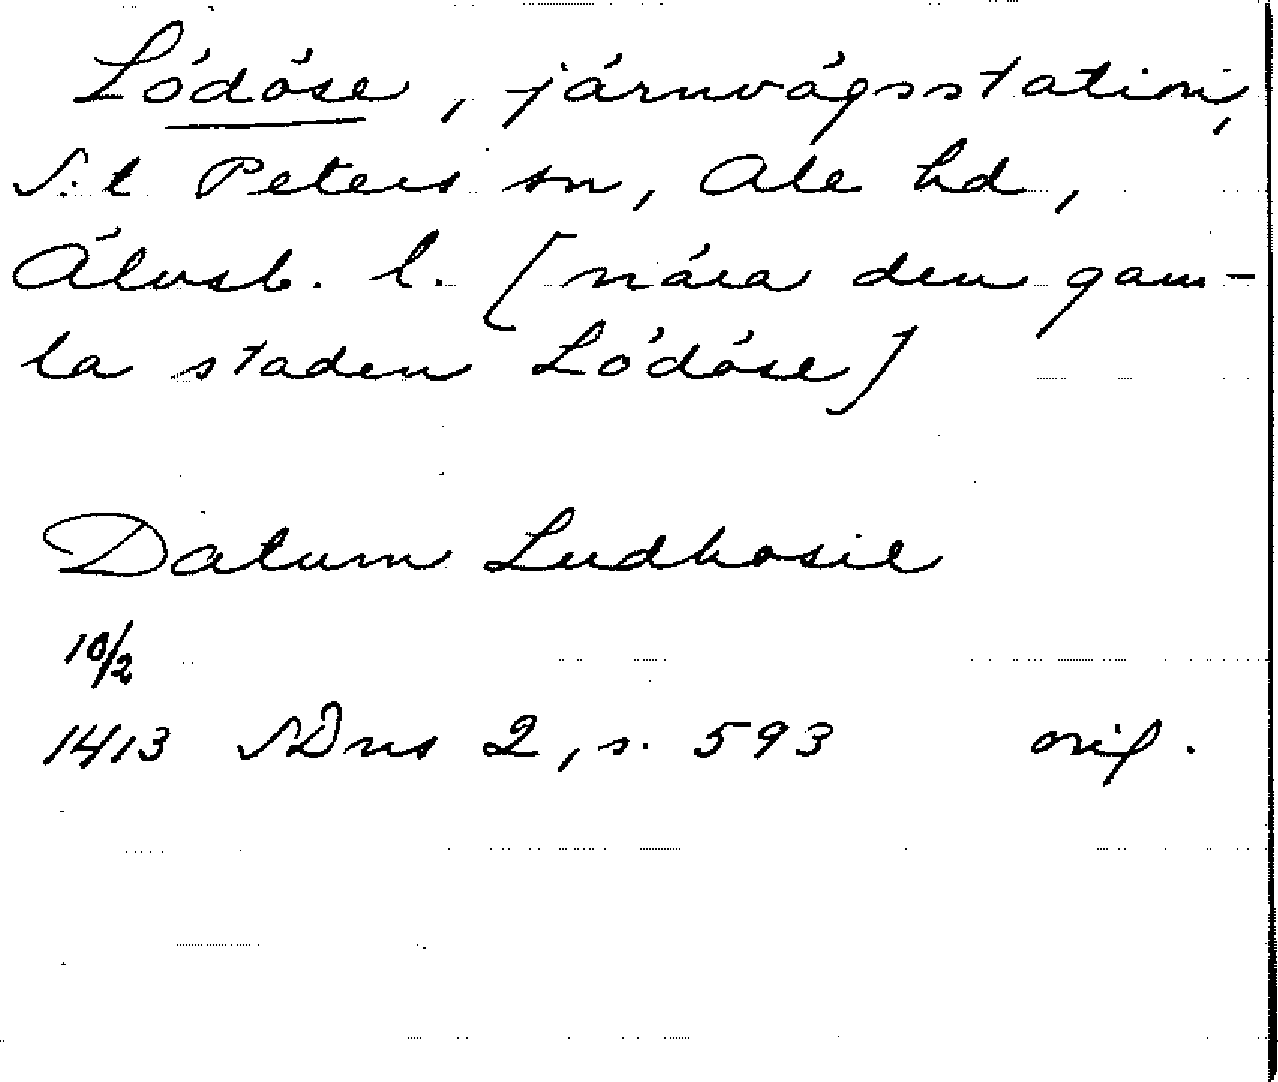 Lödöse, järnvägsstation,
S:t Peters sn, Ale hd,
Älvsb. l. [nära den gam-
la staden Lödöse]
Datum Ludhosie
10/2
1413 SDns 2, s. 593 orig.